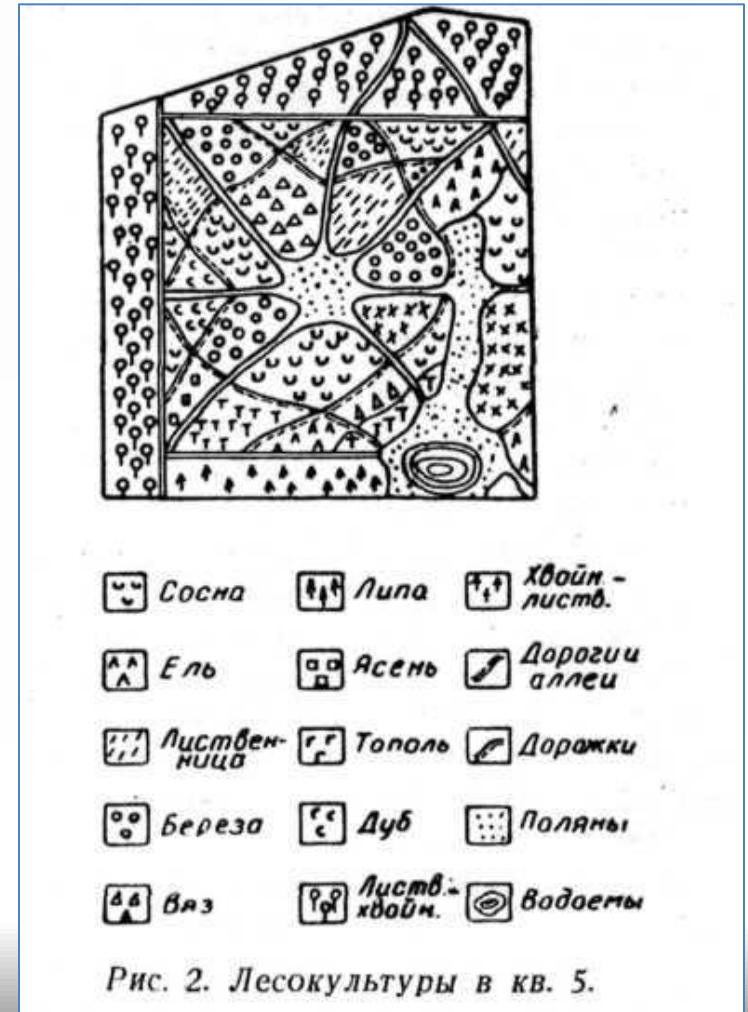 Сосна
Липа
Хвойн.-
листв.
Ель
Ясень
Дороги и
аллеи
Листвен-
ница
Тополь
Дорожки
Береза
Дуб
Поляны
Вяз
Листв.-
хвойн.
Водоемы
Рис. 2. Лесокультуры в кв. 5.